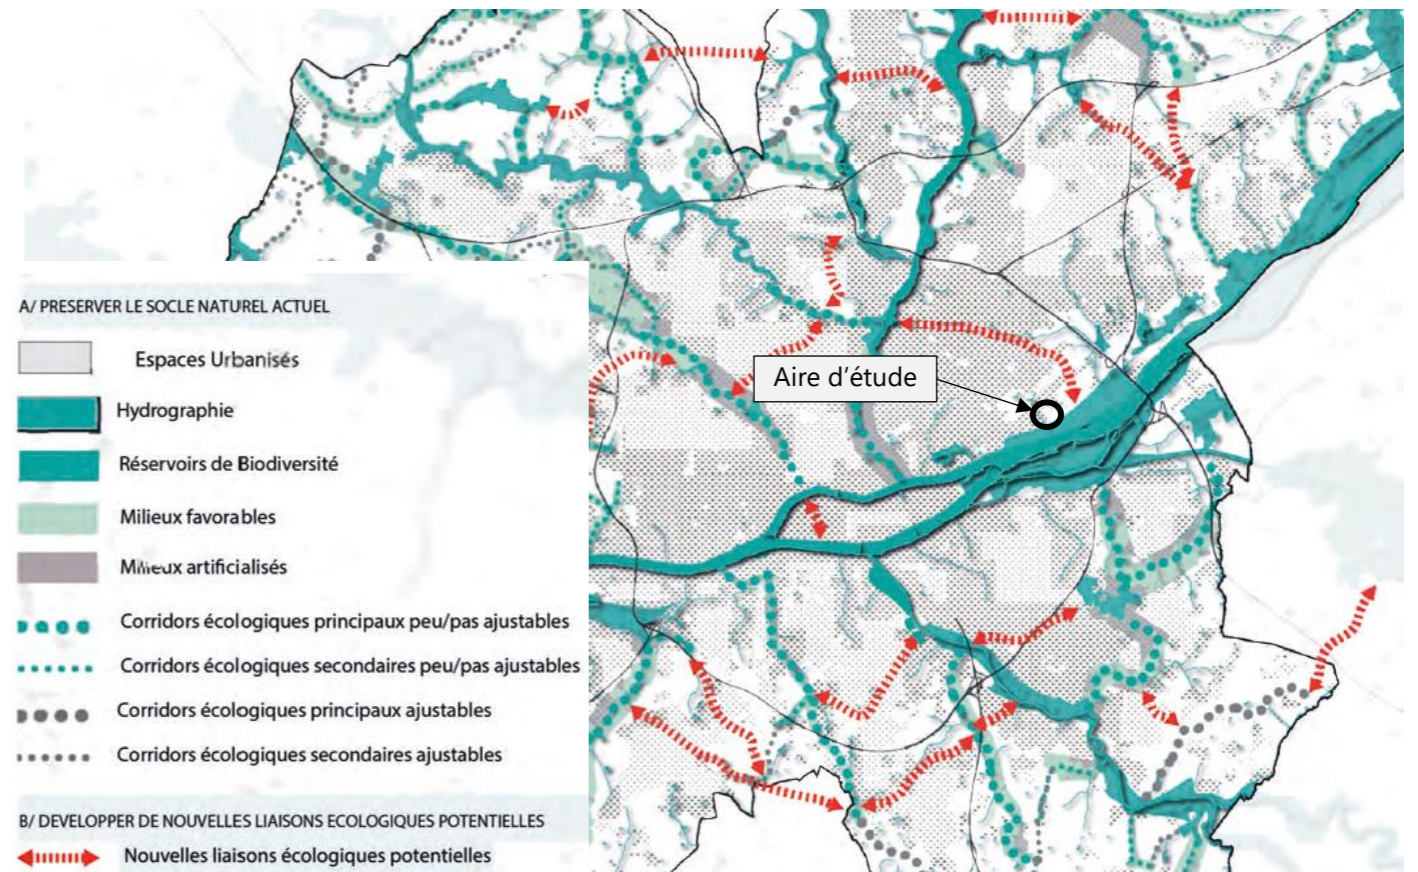 Aire d'étude
A/ PRESERVER LE SOCLE NATUREL ACTUEL
Espaces Urbanisés
Hydrographie
Réservoirs de Biodiversité
Milieux favorables
Milieux artificialisés
Corridors écologiques principaux peu/pas ajustables
Corridors écologiques secondaires peu/pas ajustables
Corridors écologiques principaux ajustables
Corridors écologiques secondaires ajustables
B/ DEVELOPPER DE NOUVELLES LIAISONS ECOLOGIQUES POTENTIELLES
Nouvelles liaisons écologiques potentielles